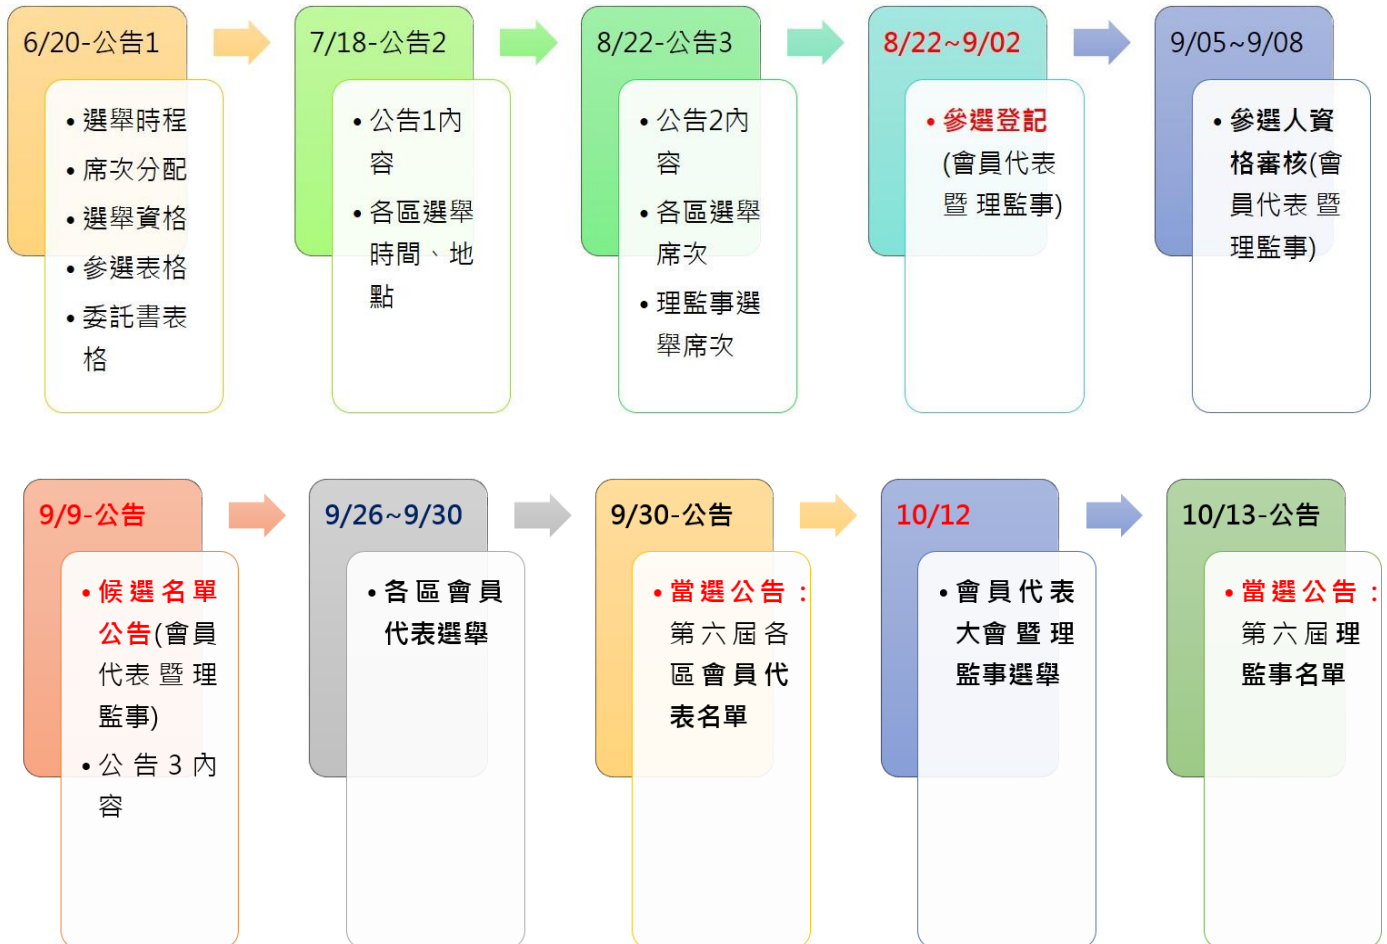 6/20-公告1
• 選舉時程
• 席次分配
• 選舉資格
• 參選表格
• 委託書表
格
7/18-公告2
• 公告1內
容
• 各區選舉
時間、地
點
8/22-公告3
• 公告2內
容
• 各區選舉
席次
• 理監事選
舉席次
8/22~9/02
• 參選登記
(會員代表
暨 理監事)
9/05~9/08
• 參選人資
格審核(會
員代表 暨
理監事)
9/9-公告
• 候選名單
公告(會員
代表 暨 理
監事)
• 公告3內
容
9/26~9/30
• 各區會員
代表選舉
9/30-公告
• 當選公告：
第六屆各
區會員代
表名單
10/12
• 會員代表
大會 暨 理
監事選舉
10/13-公告
• 當選公告：
第六屆理
監事名單